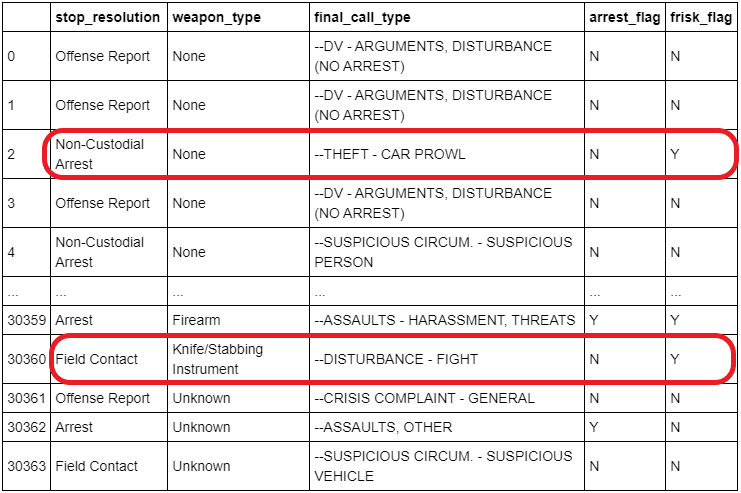 stop_resolution weapon_type final_call_type arrest_flag frisk_flag
0 Offense Report None --DV - ARGUMENTS, DISTURBANCE (NO ARREST) N N
1 Offense Report None --DV - ARGUMENTS, DISTURBANCE (NO ARREST) N N
2 Non-Custodial Arrest None --THEFT - CAR PROWL N Y
3 Offense Report None --DV - ARGUMENTS, DISTURBANCE (NO ARREST) N N
4 Non-Custodial Arrest None --SUSPICIOUS CIRCUM. - SUSPICIOUS PERSON N N
... ... ... ... ... ...
30359 Arrest Firearm --ASSAULTS - HARASSMENT, THREATS Y Y
30360 Field Contact Knife/Stabbing Instrument --DISTURBANCE - FIGHT N Y
30361 Offense Report Unknown --CRISIS COMPLAINT - GENERAL N N
30362 Arrest Unknown --ASSAULTS, OTHER Y N
30363 Field Contact Unknown --SUSPICIOUS CIRCUM. - SUSPICIOUS VEHICLE N N